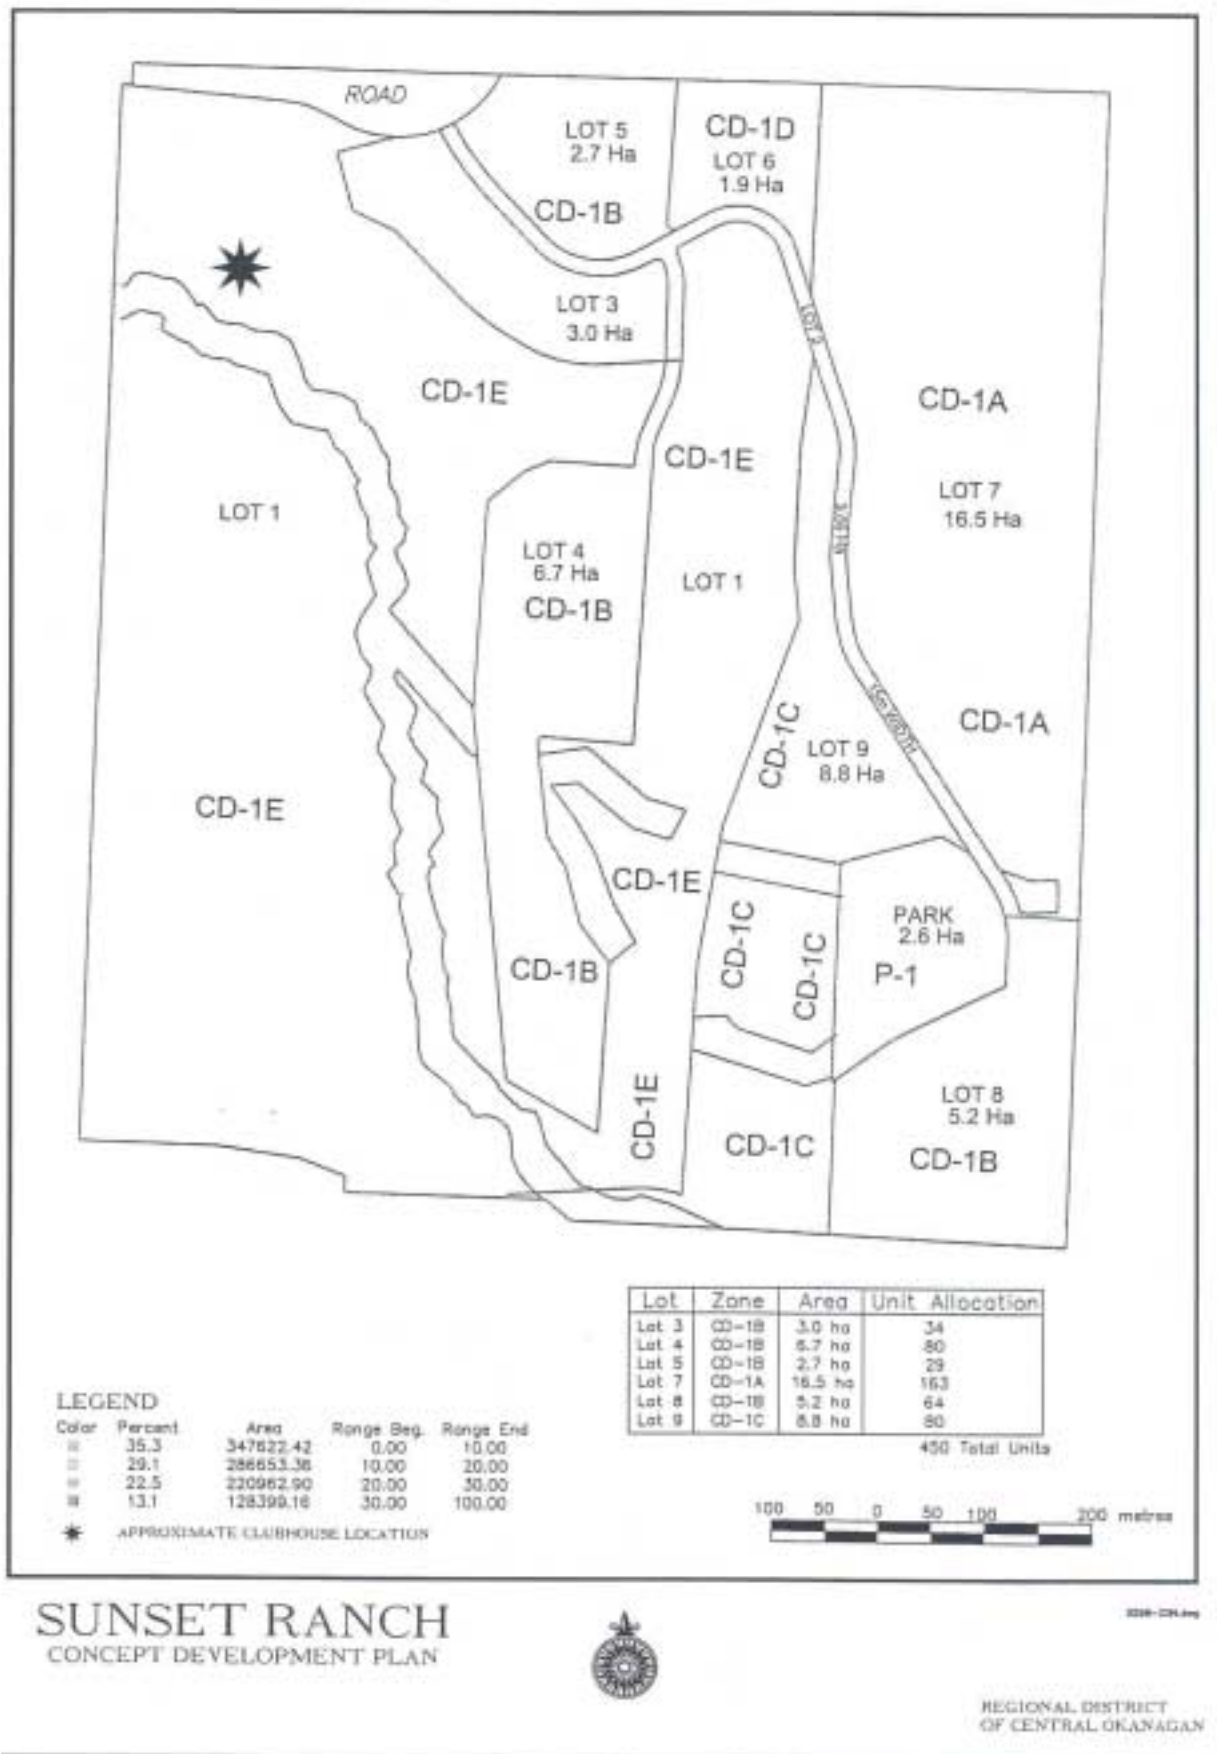 ROAD
LOT 5
2.7 Ha
CD-1B
CD-1D
LOT 6
1.9 Ha
LOT 3
3.0 Ha
LOT 2
CD-1E
CD-1E
CD-1A
LOT 7
16.5 Ha
LOT 1
LOT 4
6.7 Ha
CD-1B
LOT 1
15m WIDTH
CD-1A
CD-1C
LOT 9
8.8 Ha
CD-1E
CD-1E
CD-1C
CD-1C
PARK
2.6 Ha
P-1
CD-1B
CD-1E
LOT 8
5.2 Ha
CD-1C
CD-1B
Lot Zone Area Unit Allocation
Lot 3 CD-1B 3.0 ha 34
Lot 4 CD-1B 6.7 ha 80
Lot 5 CD-1B 2.7 ha 29
Lot 7 CD-1A 16.5 ha 163
Lot 8 CD-1B 5.2 ha 64
Lot 9 CD-1C 8.8 ha 80
450 Total Units
LEGEND
Color Percent Area Range Beg. Range End
35.3 347622.42 0.00 10.00
29.1 286653.36 10.00 20.00
22.5 220962.90 20.00 30.00
13.1 128399.16 30.00 100.00
APPROXIMATE CLUBHOUSE LOCATION
100 50 0 50 100 200 metres
SUNSET RANCH
CONCEPT DEVELOPMENT PLAN
REGIONAL DISTRICT
OF CENTRAL OKANAGAN